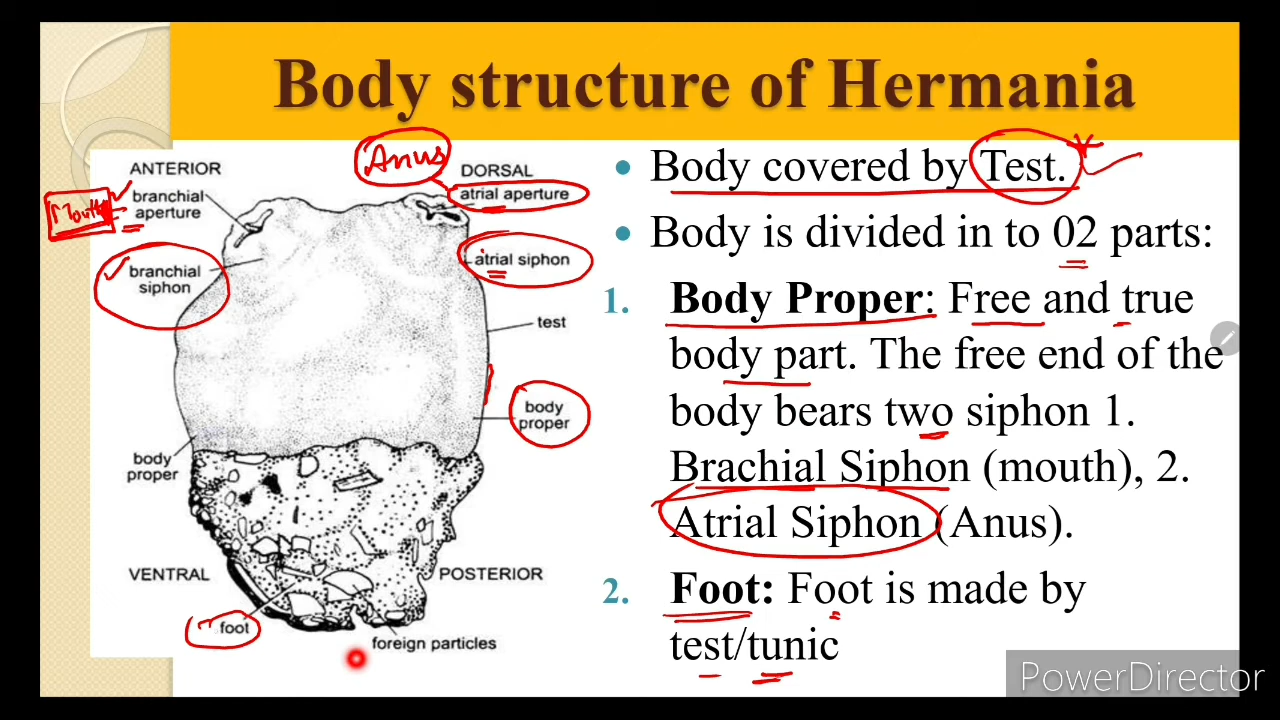 Body structure of Hermania
ANTERIOR
Anus
DORSAL
Mouth
branchial
aperture
atrial aperture
branchial
siphon
atrial siphon
test
body
proper
body
proper
VENTRAL
POSTERIOR
foot
foreign particles
• Body covered by Test.
• Body is divided in to 02 parts:
1. Body Proper: Free and true
body part. The free end of the
body bears two siphon 1.
Brachial Siphon (mouth), 2.
Atrial Siphon (Anus).
2. Foot: Foot is made by
test/tunic
PowerDirector